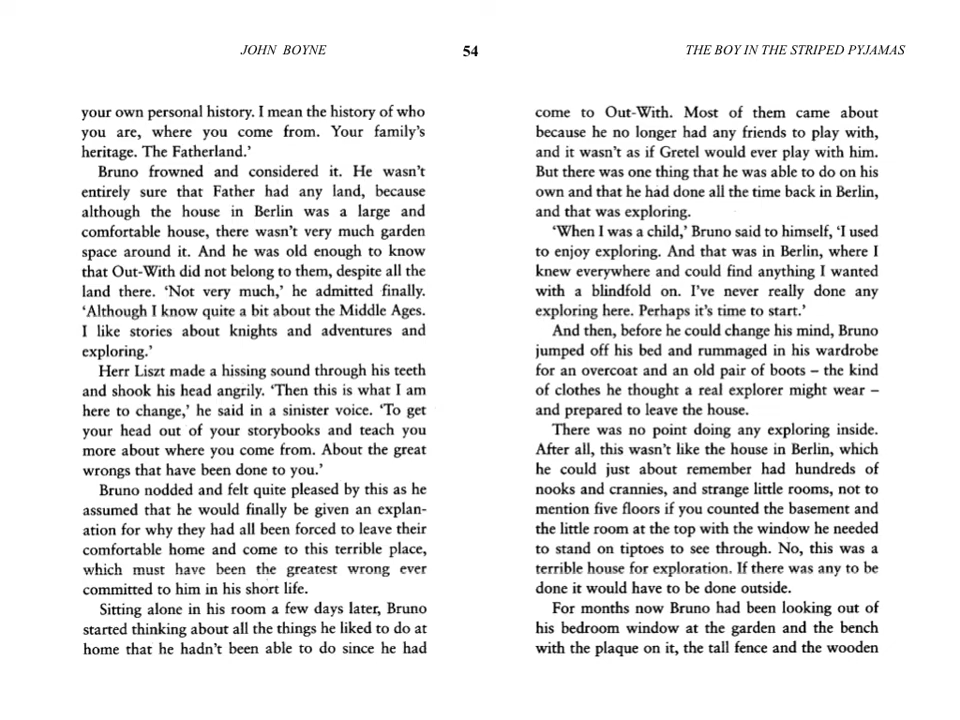 JOHN BOYNE
54
THE BOY IN THE STRIPED PYJAMAS
your own personal history. I mean the history of who
you are, where you come from. Your family's
heritage. The Fatherland.'
Bruno frowned and considered it. He wasn't
entirely sure that Father had any land, because
although the house in Berlin was a large and
comfortable house, there wasn't very much garden
space around it. And he was old enough to know
that Out-With did not belong to them, despite all the
land there. 'Not very much,' he admitted finally.
'Although I know quite a bit about the Middle Ages.
I like stories about knights and adventures and
exploring.'
Herr Liszt made a hissing sound through his teeth
and shook his head angrily. 'Then this is what I am
here to change,' he said in a sinister voice. 'To get
your head out of your storybooks and teach you
more about where you come from. About the great
wrongs that have been done to you.'
Bruno nodded and felt quite pleased by this as he
assumed that he would finally be given an explan-
ation for why they had all been forced to leave their
comfortable home and come to this terrible place,
which must have been the greatest wrong ever
committed to him in his short life.
Sitting alone in his room a few days later, Bruno
started thinking about all the things he liked to do at
home that he hadn't been able to do since he had
come to Out-With. Most of them came about
because he no longer had any friends to play with,
and it wasn't as if Gretel would ever play with him.
But there was one thing that he was able to do on his
own and that he had done all the time back in Berlin,
and that was exploring.
'When I was a child,' Bruno said to himself, 'I used
to enjoy exploring. And that was in Berlin, where I
knew everywhere and could find anything I wanted
with a blindfold on. I've never really done any
exploring here. Perhaps it's time to start.'
And then, before he could change his mind, Bruno
jumped off his bed and rummaged in his wardrobe
for an overcoat and an old pair of boots – the kind
of clothes he thought a real explorer might wear –
and prepared to leave the house.
There was no point doing any exploring inside.
After all, this wasn't like the house in Berlin, which
he could just about remember had hundreds of
nooks and crannies, and strange little rooms, not to
mention five floors if you counted the basement and
the little room at the top with the window he needed
to stand on tiptoes to see through. No, this was a
terrible house for exploration. If there was any to be
done it would have to be done outside.
For months now Bruno had been looking out of
his bedroom window at the garden and the bench
with the plaque on it, the tall fence and the wooden